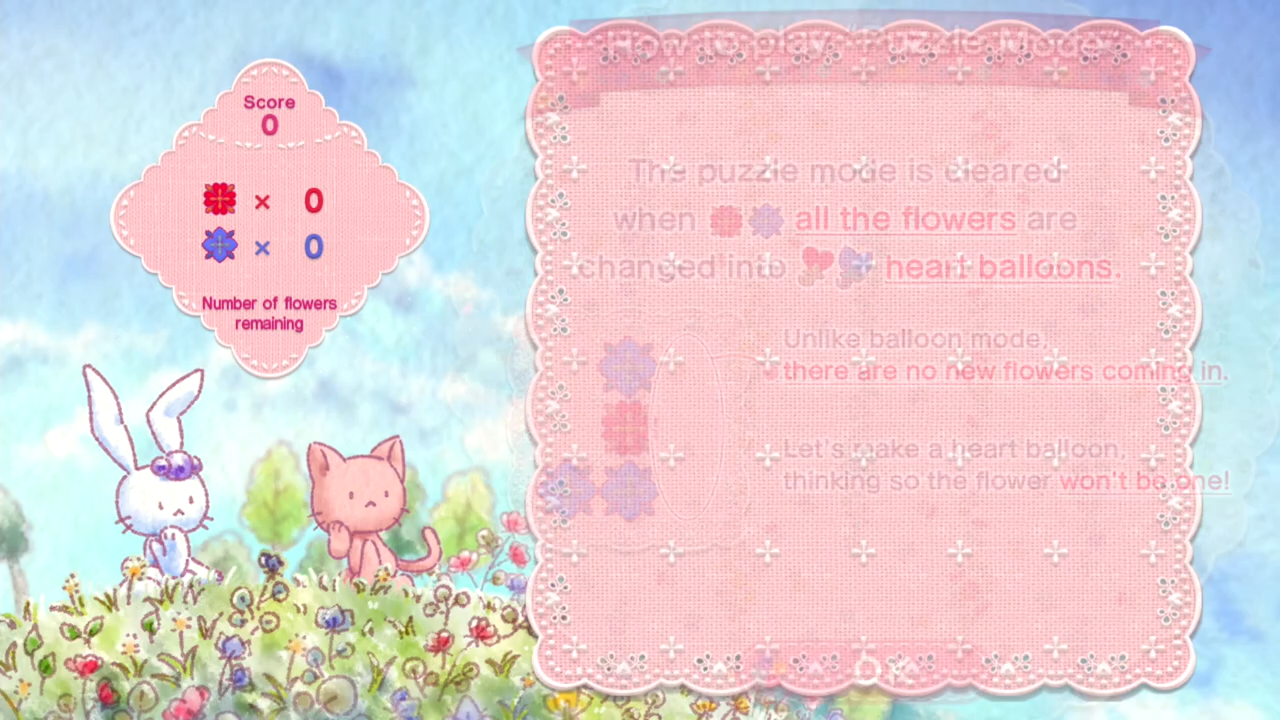 Score
0
× 0
× 0
Number of flowers
remaining
How to play "Puzzle Mode"
The puzzle mode is cleared
when all the flowers are
changed into heart balloons.
Unlike balloon mode,
there are no new flowers coming in.
Let's make a heart balloon,
thinking so the flower won't be one!
OK